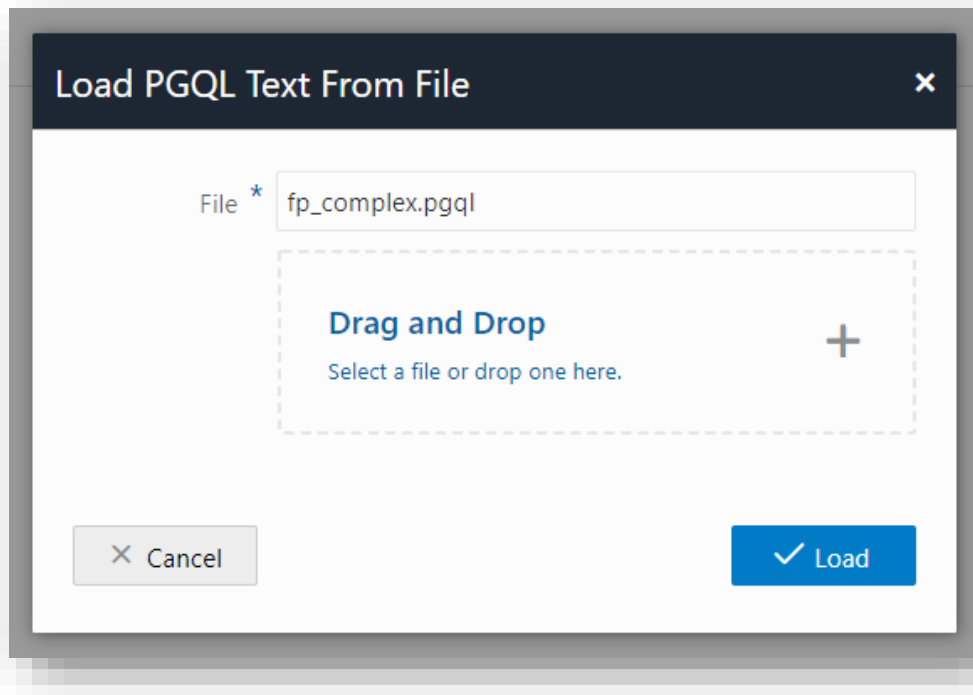 Load PGQL Text From File
File * fp_complex.pgql
Drag and Drop
Select a file or drop one here.
Cancel
Load